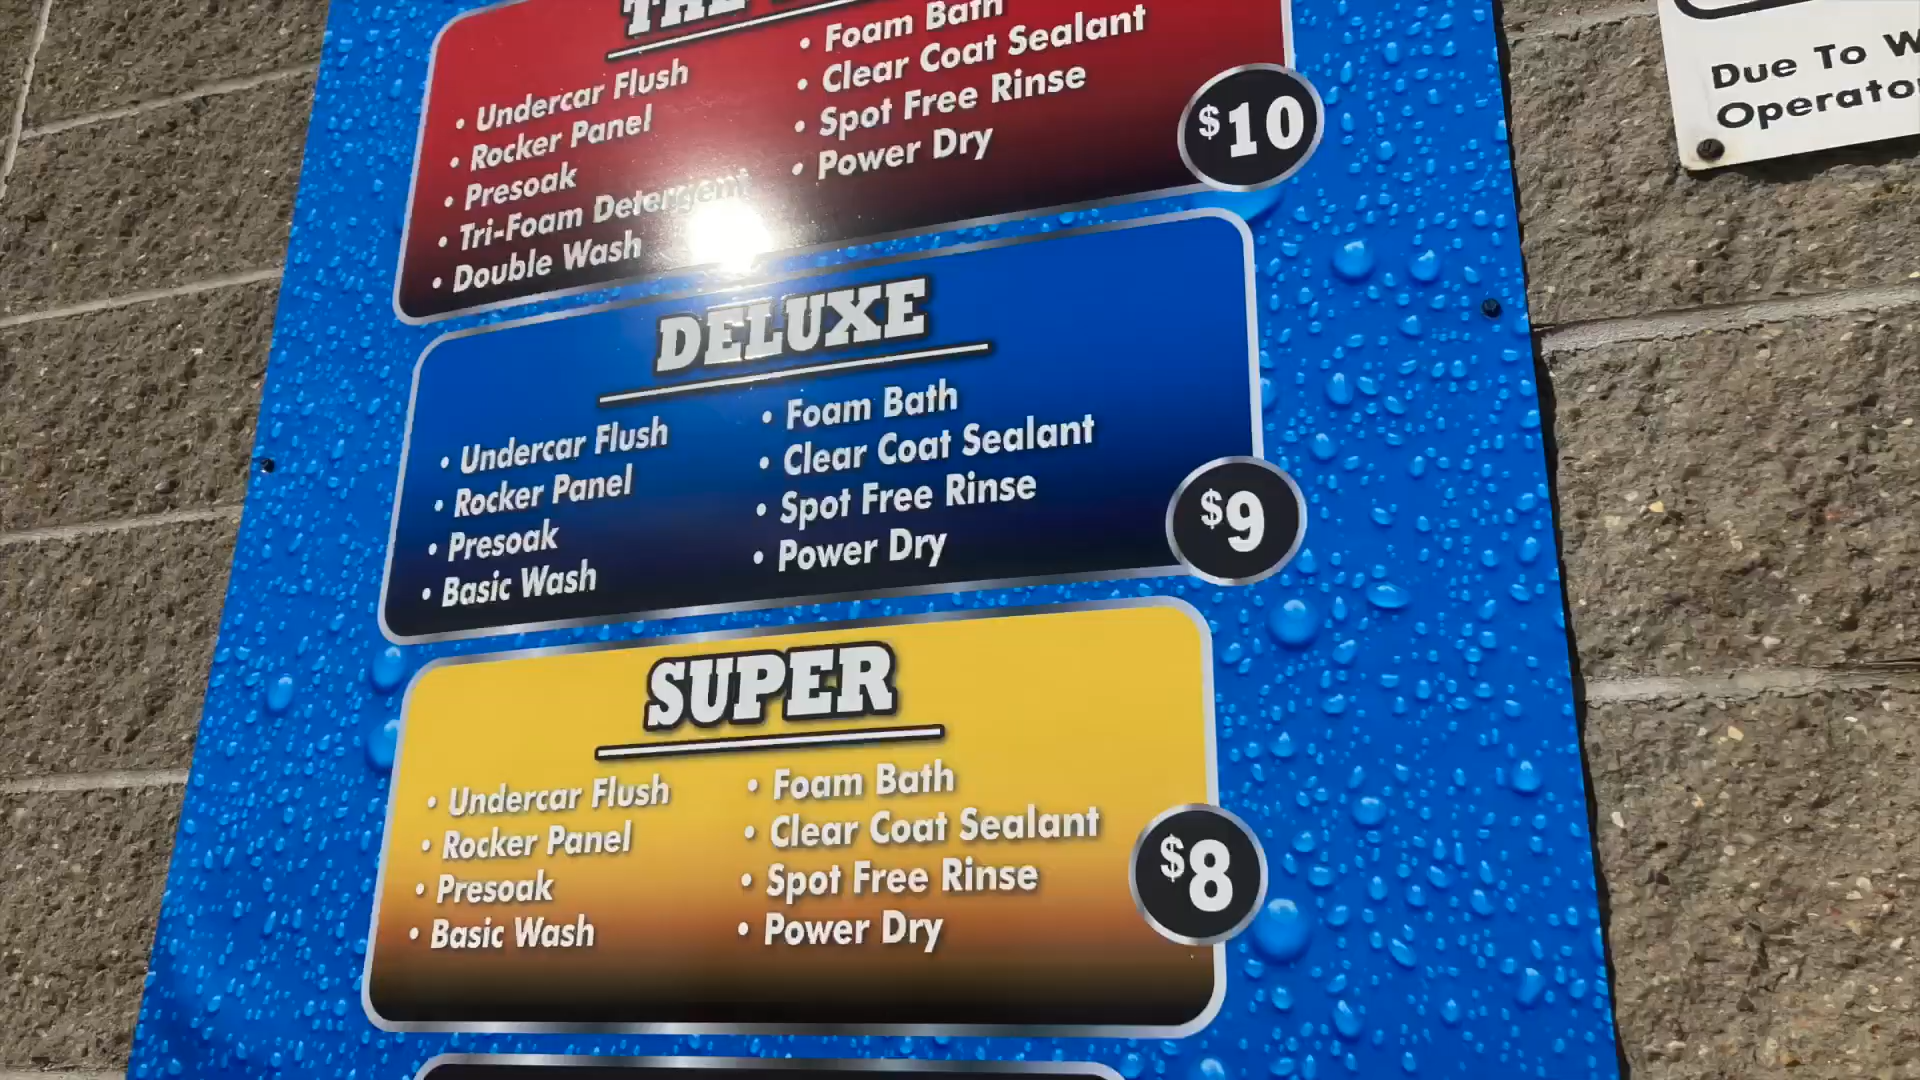 • Undercar Flush
• Rocker Panel
• Presoak
• Tri-Foam Detergent
• Double Wash
• Foam Bath
• Clear Coat Sealant
• Spot Free Rinse
• Power Dry
$10
DELUXE
• Undercar Flush
• Rocker Panel
• Presoak
• Basic Wash
• Foam Bath
• Clear Coat Sealant
• Spot Free Rinse
• Power Dry
$9
SUPER
• Undercar Flush
• Rocker Panel
• Presoak
• Basic Wash
• Foam Bath
• Clear Coat Sealant
• Spot Free Rinse
• Power Dry
$8
Due To